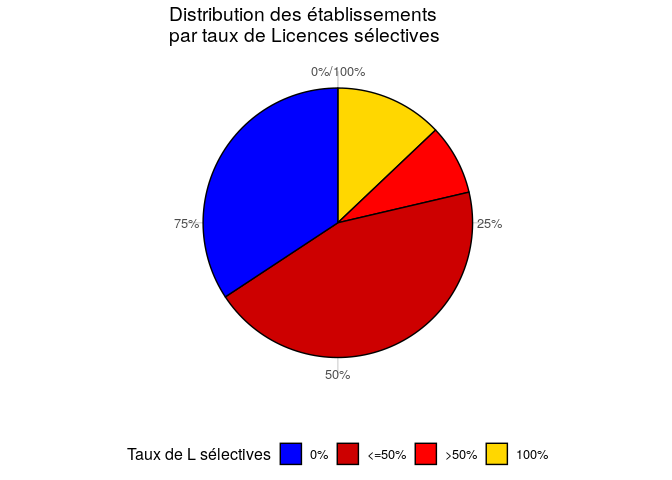 Distribution des établissements
par taux de Licences sélectives
0%/100%
75%
25%
50%
Taux de L sélectives 0% <=50% >50% 100%